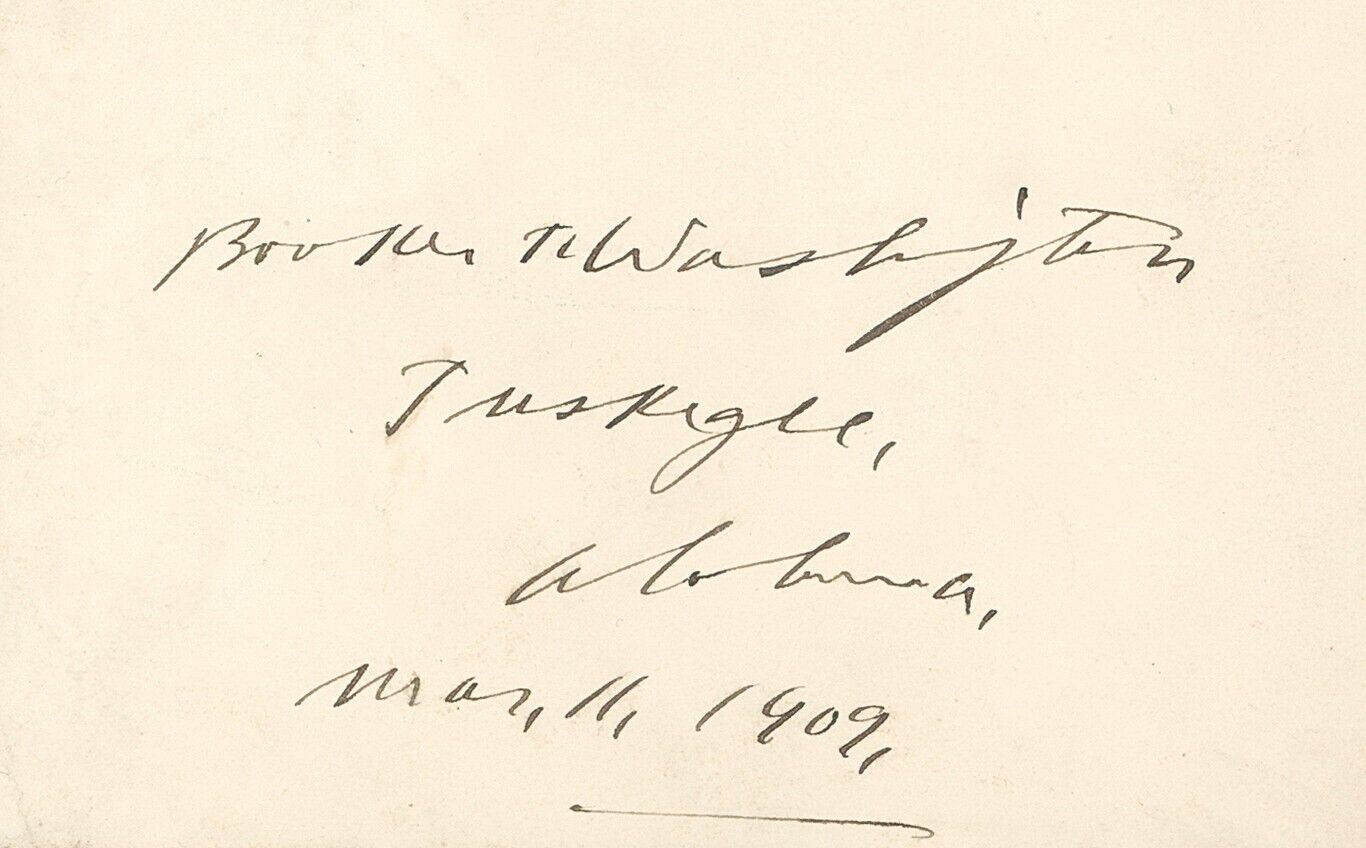 Booker T. Washington
Tuskegee,
Alabama,
Mar, 11, 1909,